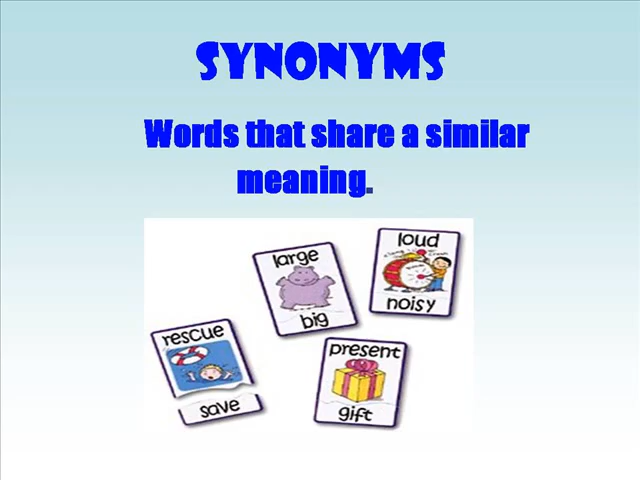 SYNONYMS
Words that share a similar
meaning.
large
big
loud
noisy
rescue
save
present
gift